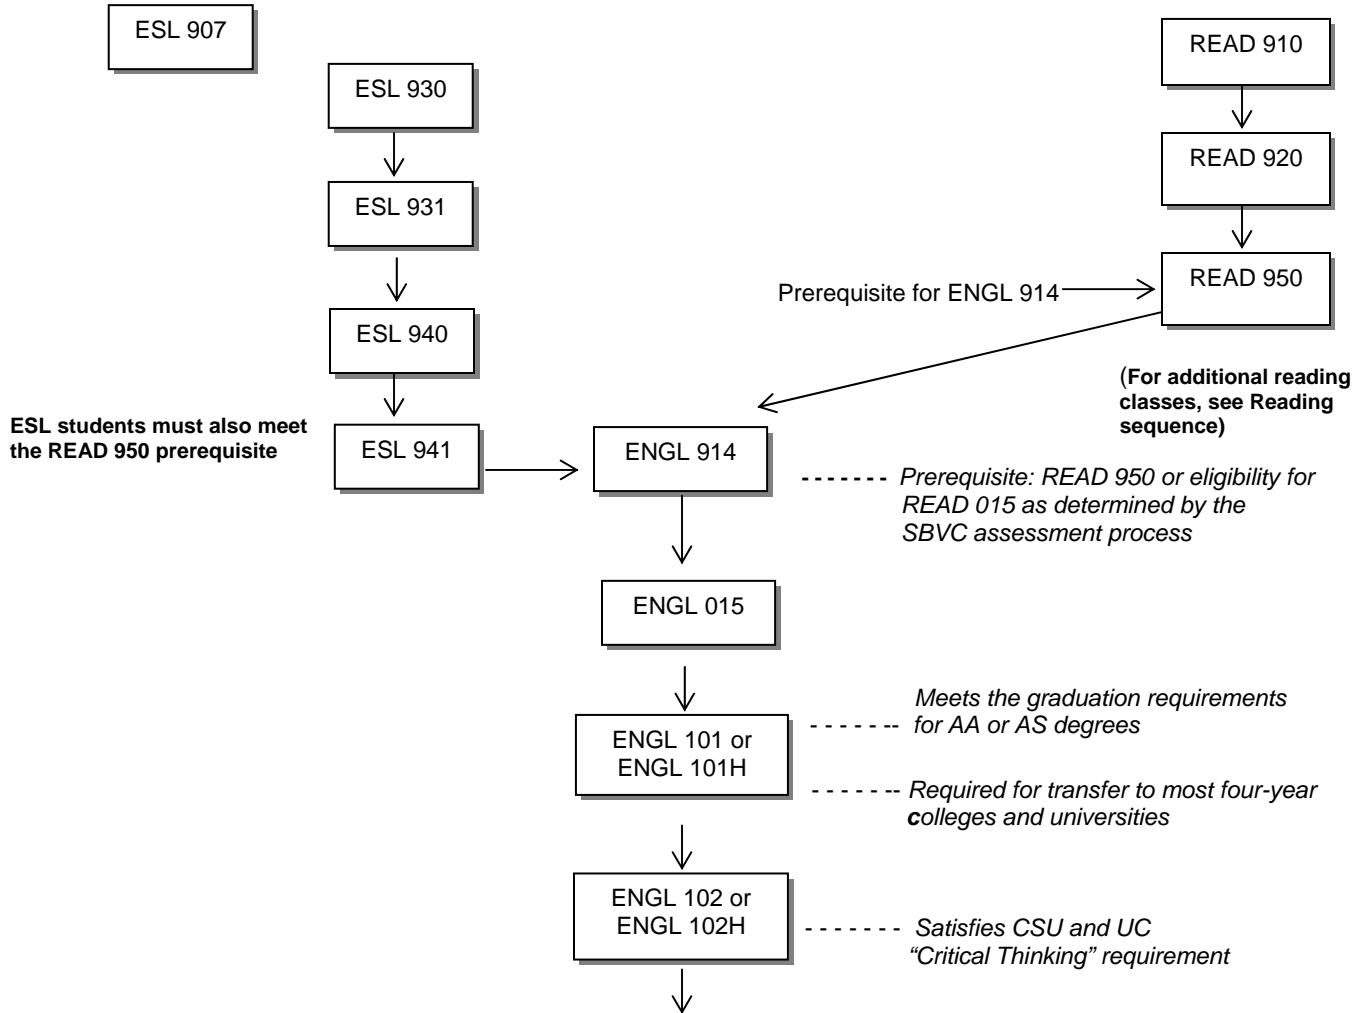 ESL 907
READ 910
ESL 930
READ 920
ESL 931
READ 950
Prerequisite for ENGL 914
ESL 940
(For additional reading
classes, see Reading
sequence)
ESL students must also meet
the READ 950 prerequisite
ESL 941
ENGL 914
Prerequisite: READ 950 or eligibility for
READ 015 as determined by the
SBVC assessment process
ENGL 015
Meets the graduation requirements
for AA or AS degrees
ENGL 101 or
ENGL 101H
Required for transfer to most four-year
colleges and universities
ENGL 102 or
ENGL 102H
Satisfies CSU and UC
“Critical Thinking” requirement